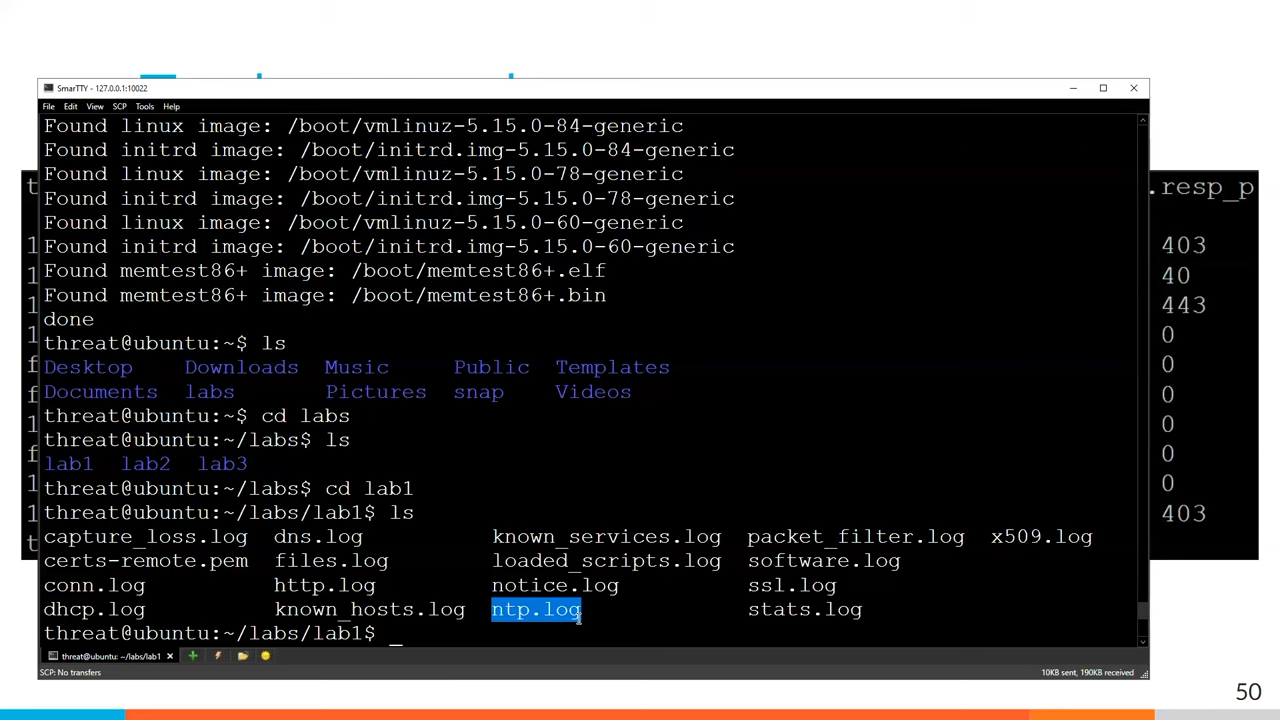 SmarTTY - 127.0.0.1:10022
File Edit View SCP Tools Help
Found linux image: /boot/vmlinuz-5.15.0-84-generic
Found initrd image: /boot/initrd.img-5.15.0-84-generic
Found linux image: /boot/vmlinuz-5.15.0-78-generic
Found initrd image: /boot/initrd.img-5.15.0-78-generic
Found linux image: /boot/vmlinuz-5.15.0-60-generic
Found initrd image: /boot/initrd.img-5.15.0-60-generic
Found memtest86+ image: /boot/memtest86+.elf
Found memtest86+ image: /boot/memtest86+.bin
done
threat@ubuntu:~$ ls
Desktop Downloads Music Public Templates
Documents labs Pictures snap Videos
threat@ubuntu:~$ cd labs
threat@ubuntu:~/labs$ ls
lab1 lab2 lab3
threat@ubuntu:~/labs$ cd lab1
threat@ubuntu:~/labs/lab1$ ls
capture_loss.log dns.log known_services.log packet_filter.log x509.log
certs-remote.pem files.log loaded_scripts.log software.log
conn.log http.log notice.log ssl.log
dhcp.log known_hosts.log ntp.log stats.log
threat@ubuntu:~/labs/lab1$ _
threat@ubuntu: ~/labs/lab1
SCP: No transfers 10KB sent, 190KB received
.resp_p
403
40
443
0
0
0
0
0
0
403
50